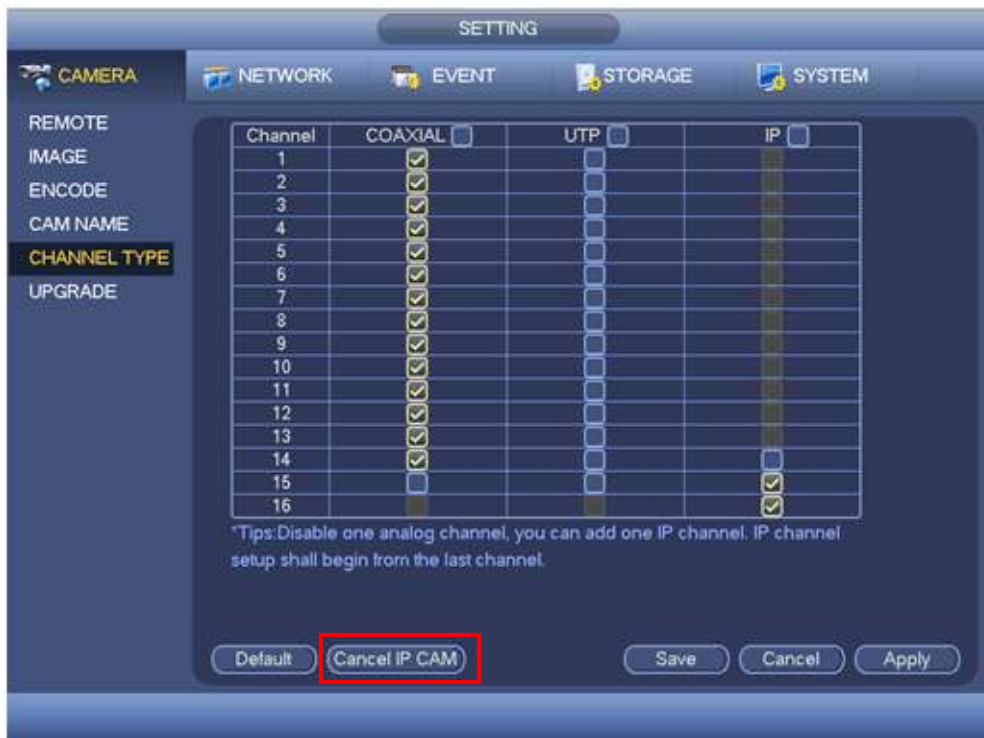 SETTING
CAMERA NETWORK EVENT STORAGE SYSTEM
REMOTE
IMAGE
ENCODE
CAM NAME
CHANNEL TYPE
UPGRADE
Channel COAXIAL UTP IP
1
2
3
4
5
6
7
8
9
10
11
12
13
14
15
16
*Tips:Disable one analog channel, you can add one IP channel. IP channel
setup shall begin from the last channel.
Default Cancel IP CAM Save Cancel Apply